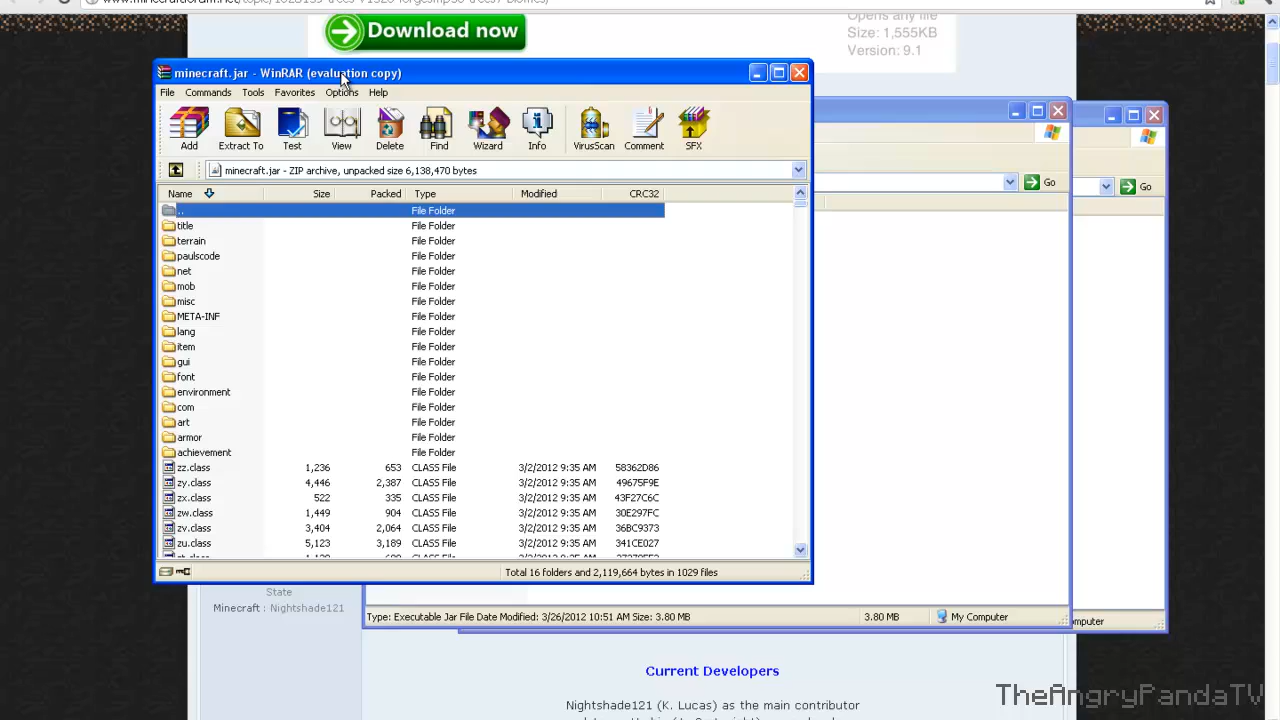 Download now
Opens any file
Size: 1,555KB
Version: 9.1
minecraft.jar - WinRAR (evaluation copy)
File Commands Tools Favorites Options Help
Add Extract To Test View Delete Find Wizard Info VirusScan Comment SFX
minecraft.jar - ZIP archive, unpacked size 6,138,470 bytes
Go
Go
Name Size Packed Type Modified CRC32
.. File Folder
title File Folder
terrain File Folder
paulscode File Folder
net File Folder
mob File Folder
misc File Folder
META-INF File Folder
lang File Folder
item File Folder
gui File Folder
font File Folder
environment File Folder
com File Folder
art File Folder
armor File Folder
achievement File Folder
zz.class 1,236 653 CLASS File 3/2/2012 9:35 AM 58362D86
zy.class 4,446 2,387 CLASS File 3/2/2012 9:35 AM 49675F9E
zx.class 522 335 CLASS File 3/2/2012 9:35 AM 43F27C6C
zw.class 1,449 904 CLASS File 3/2/2012 9:35 AM 30E297FC
zv.class 3,404 2,064 CLASS File 3/2/2012 9:35 AM 36BC9373
zu.class 5,123 3,189 CLASS File 3/2/2012 9:35 AM 341CE027
Total 16 folders and 2,119,664 bytes in 1029 files
State
Minecraft : Nightshade121
Type: Executable Jar File Date Modified: 3/26/2012 10:51 AM Size: 3.80 MB 3.80 MB My Computer
mputer
Current Developers
Nightshade121 (K. Lucas) as the main contributor
TheAngryPandaTV